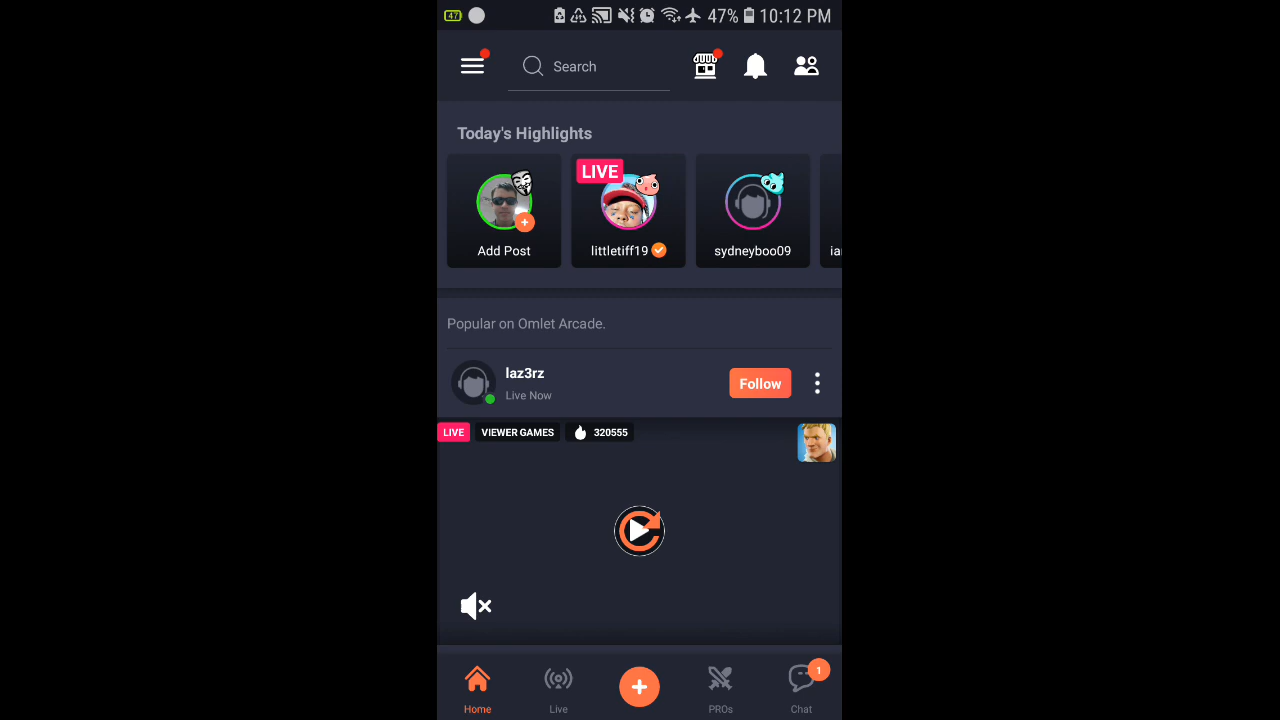 47 47% 10:12 PM
Search
Today's Highlights
LIVE
Add Post littletiff19 sydneyboo09
Popular on Omlet Arcade.
laz3rz
Live Now
Follow
LIVE VIEWER GAMES 320555
1
Home Live PROs Chat